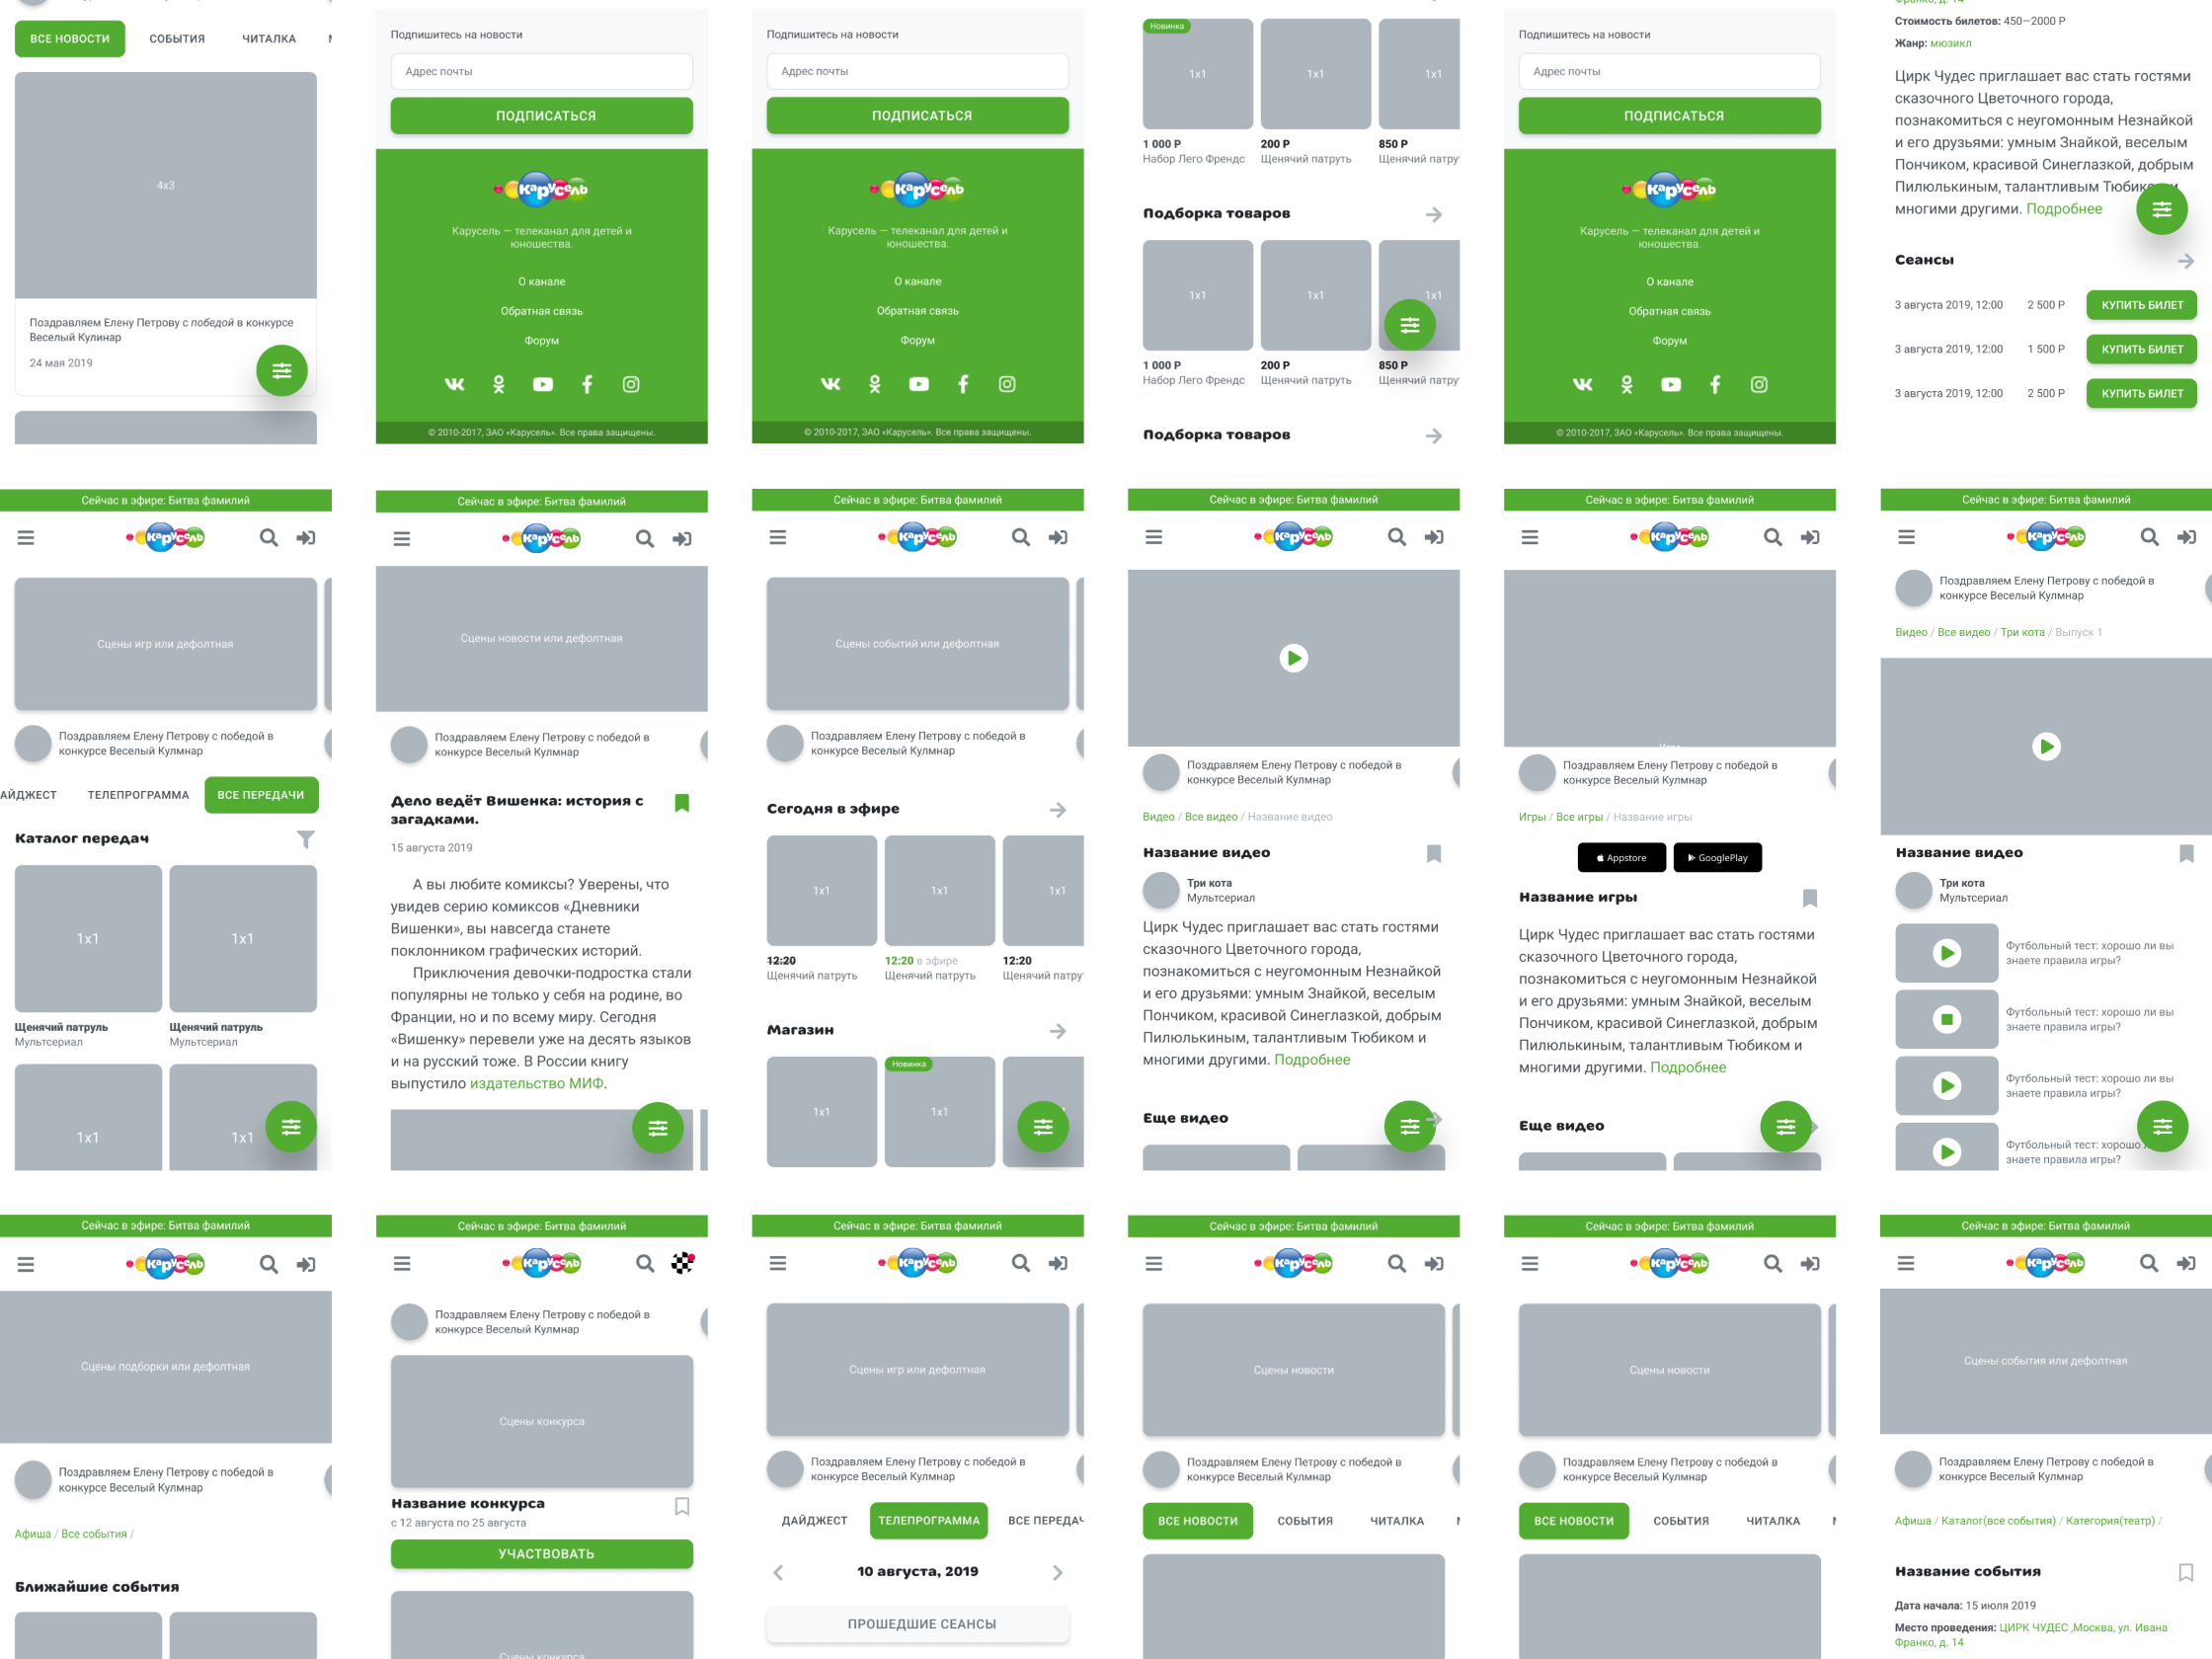 ВСЕ НОВОСТИ
СОБЫТИЯ
ЧИТАЛКА
4x3
Поздравляем Елену Петрову с победой в конкурсе
Веселый Кулинар
24 мая 2019
Подпишитесь на новости
Адрес почты
ПОДПИСАТЬСЯ
Карусель
Карусель — телеканал для детей и
юношества.
О канале
Обратная связь
Форум
© 2010-2017, ЗАО «Карусель». Все права защищены.
Подпишитесь на новости
Адрес почты
ПОДПИСАТЬСЯ
Карусель
Карусель — телеканал для детей и
юношества.
О канале
Обратная связь
Форум
© 2010-2017, ЗАО «Карусель». Все права защищены.
Новинка
1x1 1x1 1x1
1 000 Р 200 Р 850 Р
Набор Лего Френдс Щенячий патруть Щенячий патру
Подборка товаров
1x1 1x1 1x1
1 000 Р 200 Р 850 Р
Набор Лего Френдс Щенячий патруть Щенячий патру
Подборка товаров
Подпишитесь на новости
Адрес почты
ПОДПИСАТЬСЯ
Карусель
Карусель — телеканал для детей и
юношества.
О канале
Обратная связь
Форум
© 2010-2017, ЗАО «Карусель». Все права защищены.
Франко, д. 14
Стоимость билетов: 450—2000 Р
Жанр: мюзикл
Цирк Чудес приглашает вас стать гостями
сказочного Цветочного города,
познакомиться с неугомонным Незнайкой
и его друзьями: умным Знайкой, веселым
Пончиком, красивой Синеглазкой, добрым
Пилюлькиным, талантливым Тюбиком и
многими другими. Подробнее
Сеансы
3 августа 2019, 12:00 2 500 Р КУПИТЬ БИЛЕТ
3 августа 2019, 12:00 1 500 Р КУПИТЬ БИЛЕТ
3 августа 2019, 12:00 2 500 Р КУПИТЬ БИЛЕТ
Сейчас в эфире: Битва фамилий
Карусель
Сцены игр или дефолтная
Поздравляем Елену Петрову с победой в
конкурсе Веселый Кулмнар
АЙДЖЕСТ ТЕЛЕПРОГРАММА ВСЕ ПЕРЕДАЧИ
Каталог передач
1x1 1x1
Щенячий патруль Щенячий патруль
Мультсериал Мультсериал
1x1 1x1
Сейчас в эфире: Битва фамилий
Карусель
Сцены новости или дефолтная
Поздравляем Елену Петрову с победой в
конкурсе Веселый Кулмнар
Дело ведёт Вишенка: история с
загадками.
15 августа 2019
А вы любите комиксы? Уверены, что
увидев серию комиксов «Дневники
Вишенки», вы навсегда станете
поклонником графических историй.
Приключения девочки-подростка стали
популярны не только у себя на родине, во
Франции, но и по всему миру. Сегодня
«Вишенку» перевели уже на десять языков
и на русский тоже. В России книгу
выпустило издательство МИФ.
Сейчас в эфире: Битва фамилий
Карусель
Сцены событий или дефолтная
Поздравляем Елену Петрову с победой в
конкурсе Веселый Кулмнар
Сегодня в эфире
1x1 1x1 1x1
12:20 12:20 в эфире 12:20
Щенячий патруть Щенячий патруть Щенячий патру
Магазин
Новинка
1x1 1x1
Сейчас в эфире: Битва фамилий
Карусель
Поздравляем Елену Петрову с победой в
конкурсе Веселый Кулмнар
Видео / Все видео / Название видео
Название видео
Три кота
Мультсериал
Цирк Чудес приглашает вас стать гостями
сказочного Цветочного города,
познакомиться с неугомонным Незнайкой
и его друзьями: умным Знайкой, веселым
Пончиком, красивой Синеглазкой, добрым
Пилюлькиным, талантливым Тюбиком и
многими другими. Подробнее
Еще видео
Сейчас в эфире: Битва фамилий
Карусель
Поздравляем Елену Петрову с победой в
конкурсе Веселый Кулмнар
Игры / Все игры / Название игры
Appstore GooglePlay
Название игры
Цирк Чудес приглашает вас стать гостями
сказочного Цветочного города,
познакомиться с неугомонным Незнайкой
и его друзьями: умным Знайкой, веселым
Пончиком, красивой Синеглазкой, добрым
Пилюлькиным, талантливым Тюбиком и
многими другими. Подробнее
Еще видео
Сейчас в эфире: Битва фамилий
Карусель
Поздравляем Елену Петрову с победой в
конкурсе Веселый Кулмнар
Видео / Все видео / Три кота / Выпуск 1
Название видео
Три кота
Мультсериал
Футбольный тест: хорошо ли вы
знаете правила игры?
Футбольный тест: хорошо ли вы
знаете правила игры?
Футбольный тест: хорошо ли вы
знаете правила игры?
Футбольный тест: хорошо
знаете правила игры?
Сейчас в эфире: Битва фамилий
Карусель
Сцены подборки или дефолтная
Поздравляем Елену Петрову с победой в
конкурсе Веселый Кулмнар
Афиша / Все события /
Ближайшие события
Сейчас в эфире: Битва фамилий
Карусель
Поздравляем Елену Петрову с победой в
конкурсе Веселый Кулмнар
Сцены конкурса
Название конкурса
с 12 августа по 25 августа
УЧАСТВОВАТЬ
Сцены конкурса
Сейчас в эфире: Битва фамилий
Карусель
Сцены игр или дефолтная
Поздравляем Елену Петрову с победой в
конкурсе Веселый Кулмнар
ДАЙДЖЕСТ ТЕЛЕПРОГРАММА ВСЕ ПЕРЕДАЧ
10 августа, 2019
ПРОШЕДШИЕ СЕАНСЫ
Сейчас в эфире: Битва фамилий
Карусель
Сцены новости
Поздравляем Елену Петрову с победой в
конкурсе Веселый Кулмнар
ВСЕ НОВОСТИ СОБЫТИЯ ЧИТАЛКА
Сейчас в эфире: Битва фамилий
Карусель
Сцены новости
Поздравляем Елену Петрову с победой в
конкурсе Веселый Кулмнар
ВСЕ НОВОСТИ СОБЫТИЯ ЧИТАЛКА
Сейчас в эфире: Битва фамилий
Карусель
Сцены события или дефолтная
Поздравляем Елену Петрову с победой в
конкурсе Веселый Кулмнар
Афиша / Каталог(все события) / Категория(театр) /
Название события
Дата начала: 15 июля 2019
Место проведения: ЦИРК ЧУДЕС ,Москва, ул. Ивана
Франко, д. 14